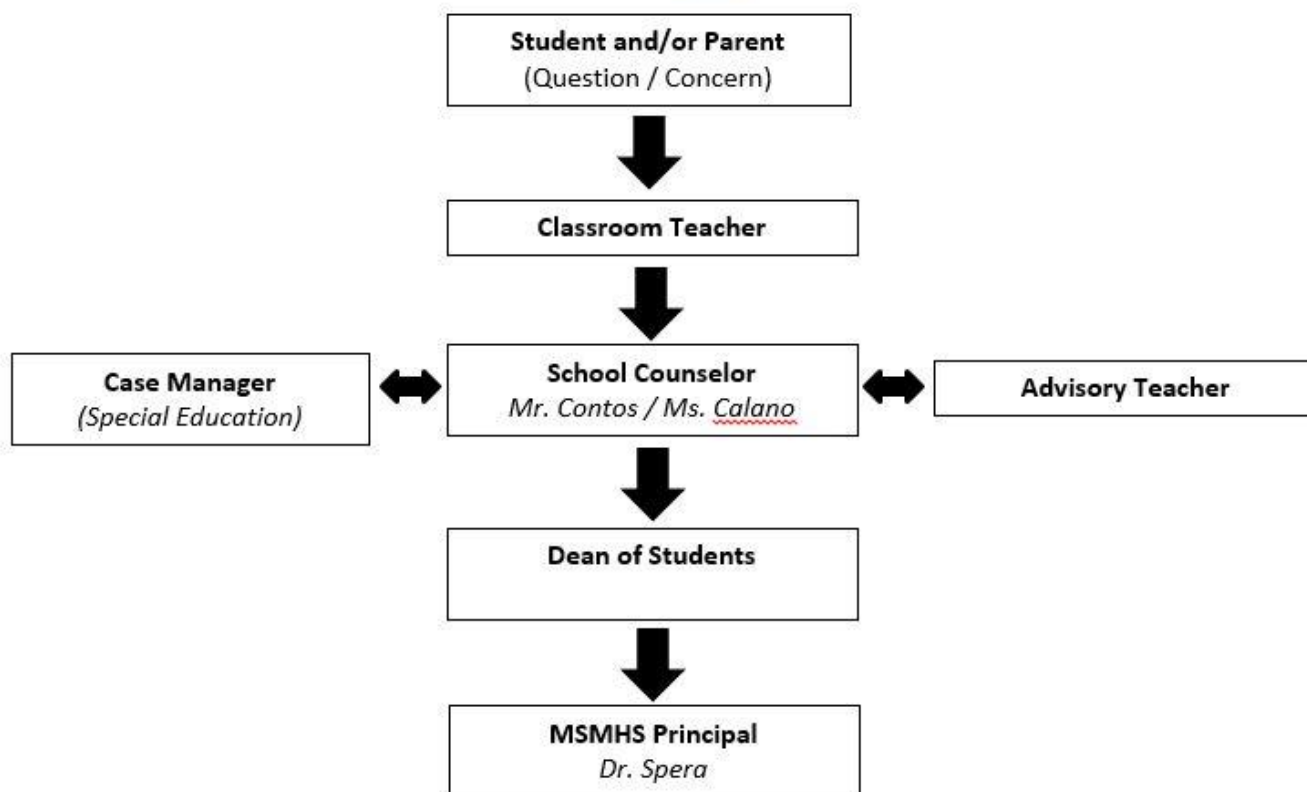 Student and/or Parent
(Question / Concern)
Classroom Teacher
Case Manager
(Special Education)
School Counselor
Mr. Contos / Ms. Calano
Advisory Teacher
Dean of Students
MSMHS Principal
Dr. Spera